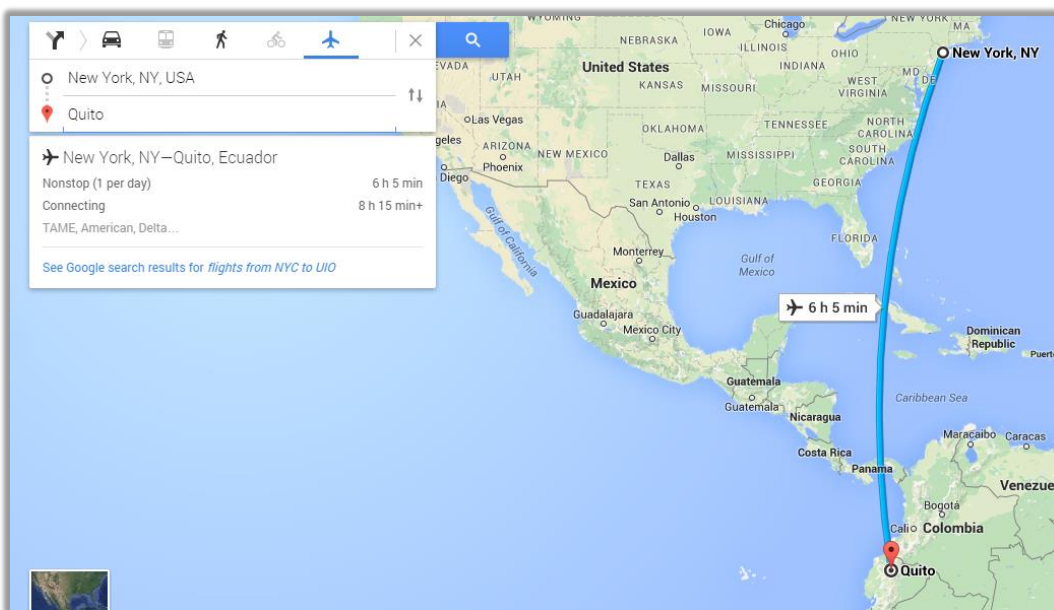 New York, NY, USA
Quito
New York, NY—Quito, Ecuador
Nonstop (1 per day) 6 h 5 min
Connecting 8 h 15 min+
TAME, American, Delta...
See Google search results for flights from NYC to UIO
WYOMING
Chicago
NEW YORK
MA
NEBRASKA
IOWA
ILLINOIS
OHIO
New York, NY
United States
INDIANA
MD
DE
EVADA
UTAH
KANSAS
MISSOURI
WEST
VIRGINIA
Las Vegas
OKLAHOMA
TENNESSEE
NORTH
CAROLINA
geles
ARIZONA
NEW MEXICO
Dallas
MISSISSIPPI
SOUTH
CAROLINA
Phoenix
Diego
TEXAS
GEORGIA
San Antonio
LOUISIANA
Houston
Gulf of California
FLORIDA
Monterrey
Gulf of
Mexico
Mexico
6 h 5 min
Guadalajara
Mexico City
Dominican
Republic
Puert
Guatemala
Guatemala
Caribbean Sea
Nicaragua
Maracaibo
Caracas
Costa Rica
Panama
Venezue
Bogotá
Cali
Colombia
Quito